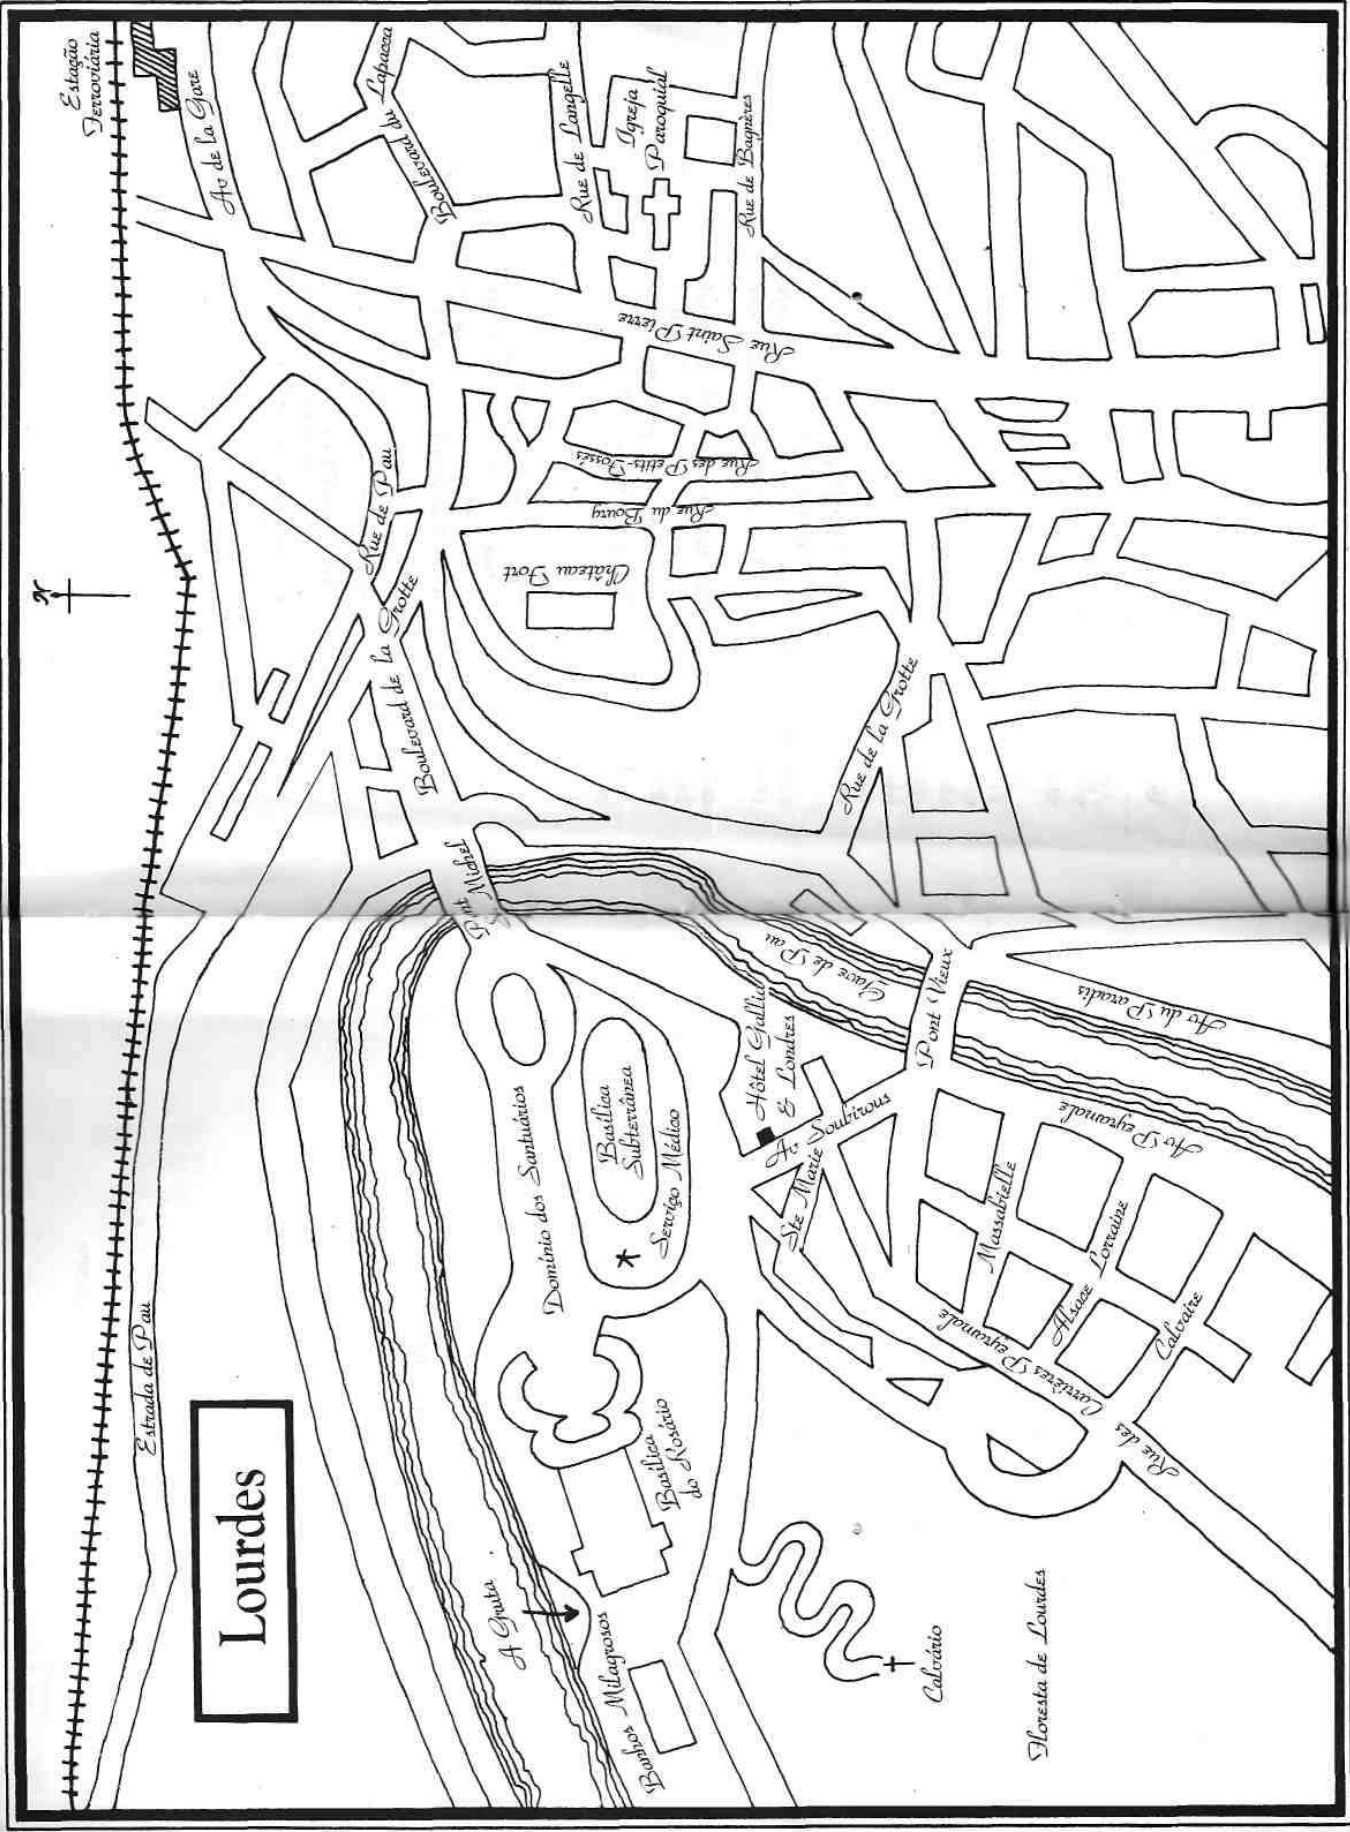 Lourdes
Estação
Ferroviária
Av de la Gare
Boulevard du Lapacca
Rue de Langelle
Igreja
Paroquial
Rue de Bagnères
Rue Saint Pierre
Rue de Pau
Rue des Petits-Fossés
Rue du Bourg
Château Fort
N
Boulevard de la Grotte
Rue de la Grotte
Pont St Michel
Gave de Pau
Pont Vieux
Av du Paradis
Av Peyramale
Hôtel Gallia
& Londres
Av Soubirous
Ste Marie
Massabielle
Alsace Lorraine
Calvaire
Rue des Carrières Peyramale
Domínio dos Santuários
Basílica
Subterrânea
Serviço Médico
Basílica
do Rosário
A Gruta
Banhos Milagrosos
Estrada de Pau
Calvário
Floresta de Lourdes